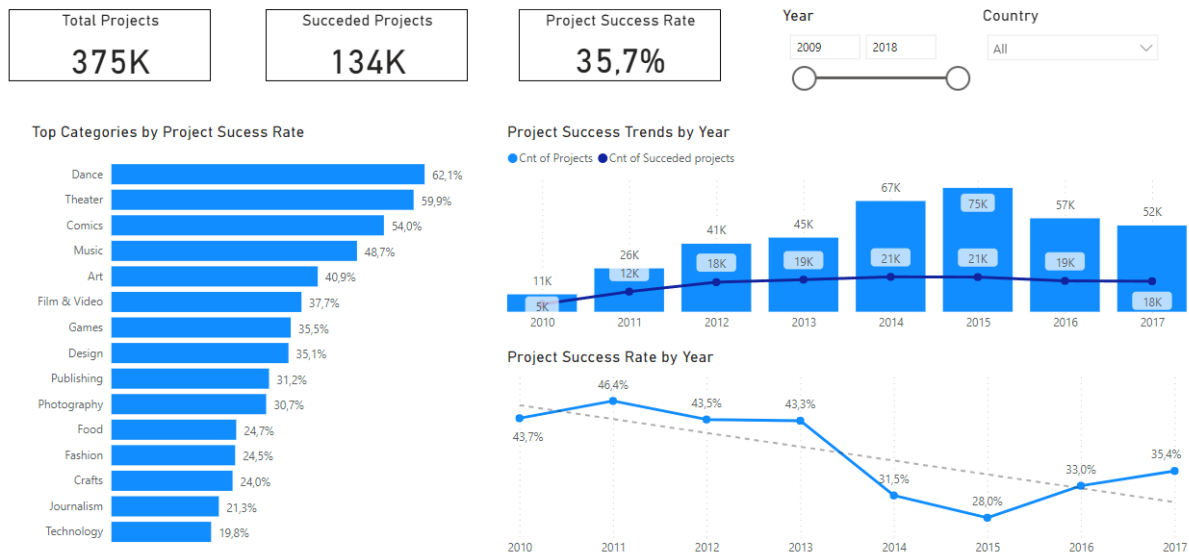 Total Projects
375K
Succeded Projects
134K
Project Success Rate
35,7%
Year
2009 2018
Country
All
Top Categories by Project Sucess Rate
Dance 62,1%
Theater 59,9%
Comics 54,0%
Music 48,7%
Art 40,9%
Film & Video 37,7%
Games 35,5%
Design 35,1%
Publishing 31,2%
Photography 30,7%
Food 24,7%
Fashion 24,5%
Crafts 24,0%
Journalism 21,3%
Technology 19,8%
Project Success Trends by Year
Cnt of Projects Cnt of Succeded projects
11K 26K 41K 45K 67K 75K 57K 52K
5K 12K 18K 19K 21K 21K 19K 18K
2010 2011 2012 2013 2014 2015 2016 2017
Project Success Rate by Year
43,7% 46,4% 43,5% 43,3% 31,5% 28,0% 33,0% 35,4%
2010 2011 2012 2013 2014 2015 2016 2017